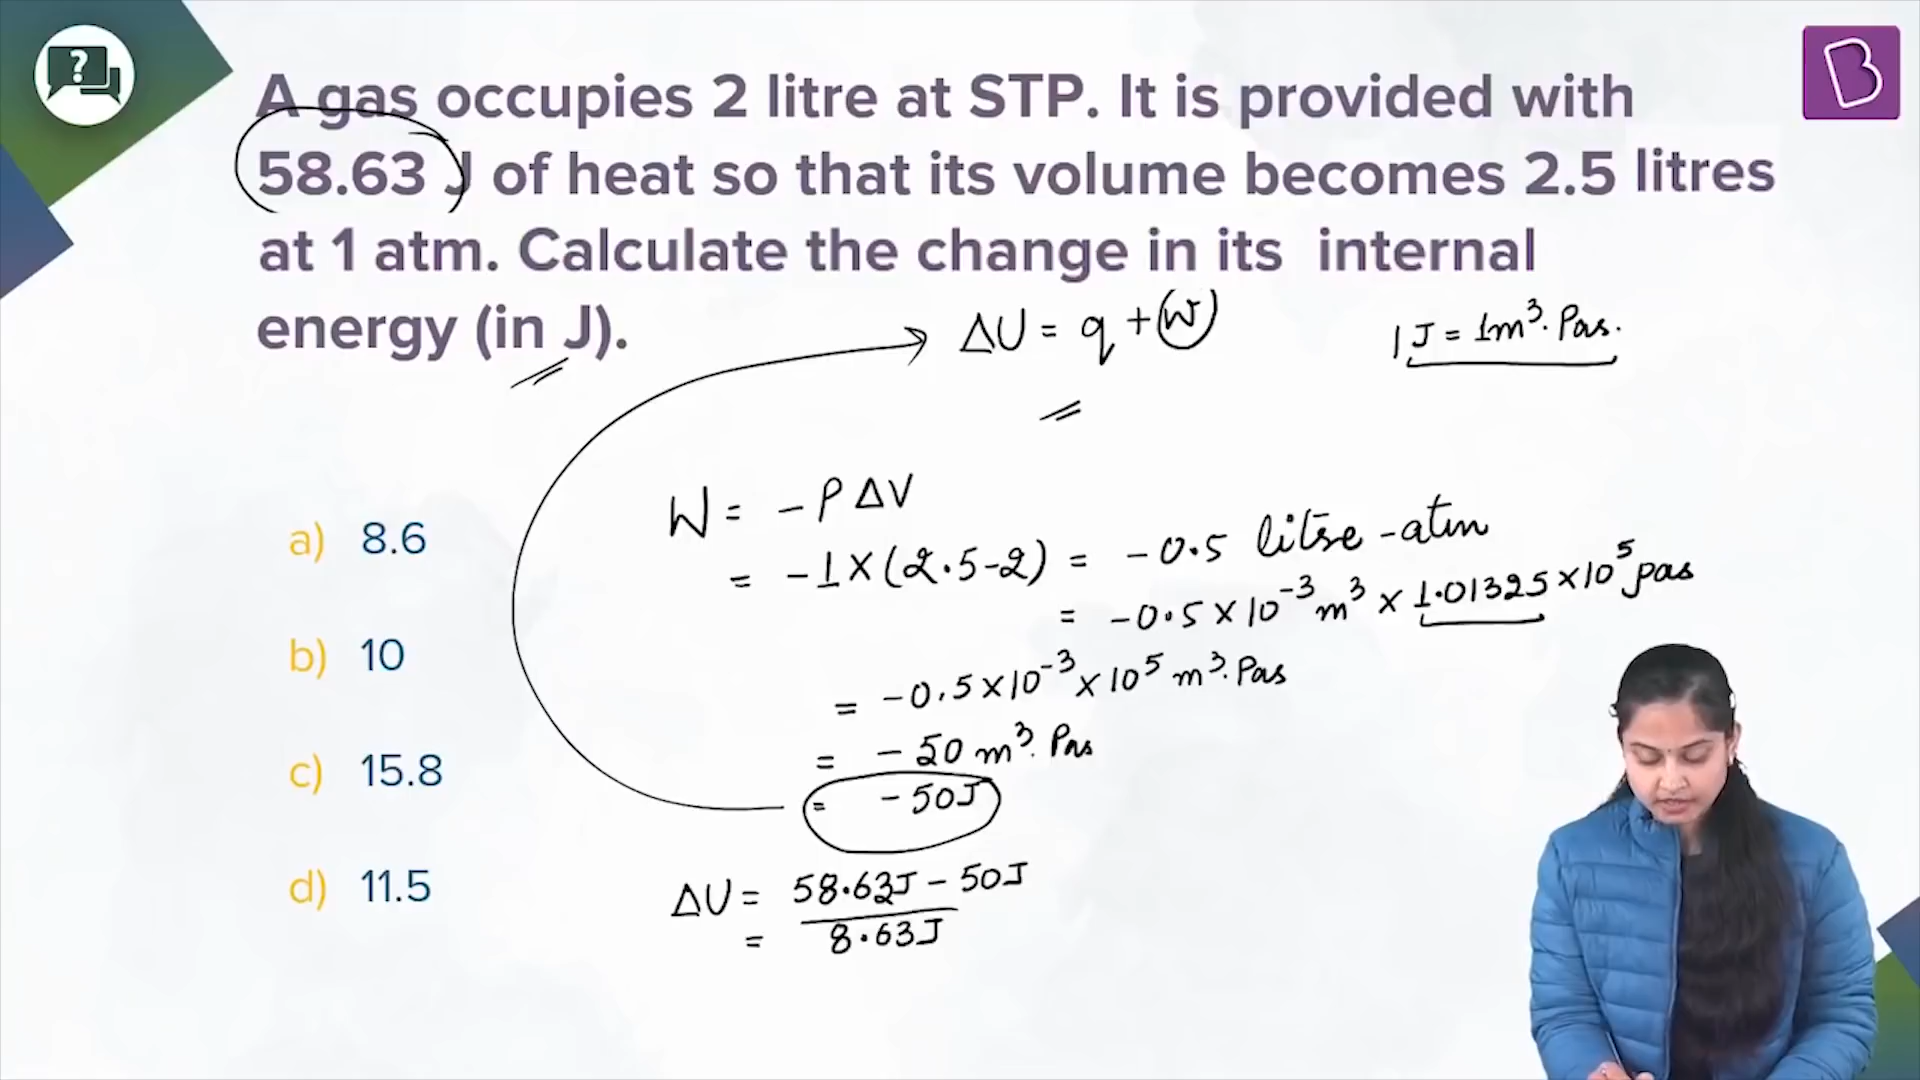 A gas occupies 2 litre at STP. It is provided with
58.63 J of heat so that its volume becomes 2.5 litres
at 1 atm. Calculate the change in its internal
energy (in J).
ΔU = q + W
1 J = 1m³. Pas.
a) 8.6
b) 10
c) 15.8
d) 11.5
W = - P ΔV
= -1 × (2.5-2) = -0.5 litre -atm
= -0.5 × 10⁻³ m³ × 1.01325 × 10⁵ pas
= -0.5 × 10⁻³ × 10⁵ m³. Pas
= - 50 m³. Pas
= - 50J
ΔU = 58.63J - 50J
= 8.63J
?
B